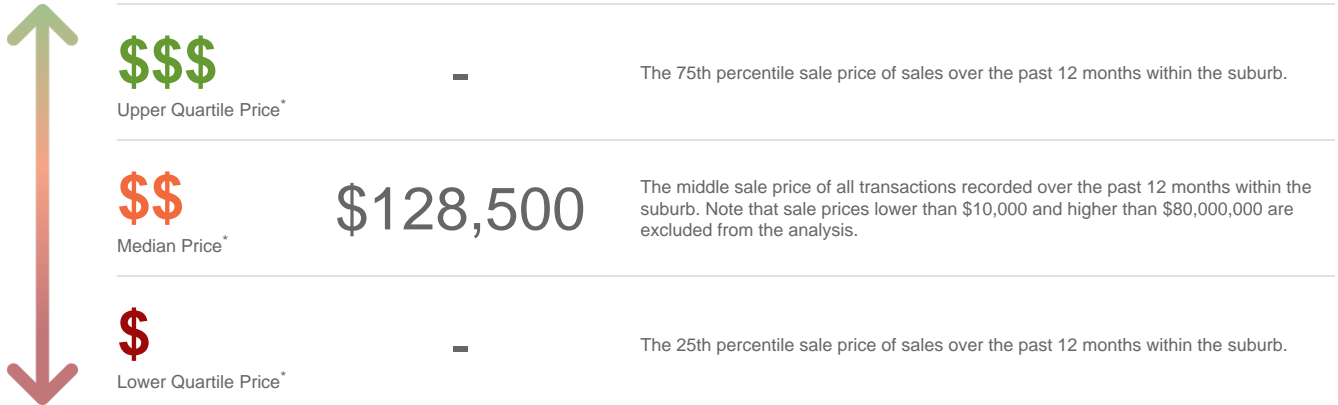 $$$
Upper Quartile Price*
-
The 75th percentile sale price of sales over the past 12 months within the suburb.
$$
Median Price*
$128,500
The middle sale price of all transactions recorded over the past 12 months within the
suburb. Note that sale prices lower than $10,000 and higher than $80,000,000 are
excluded from the analysis.
$
Lower Quartile Price*
-
The 25th percentile sale price of sales over the past 12 months within the suburb.